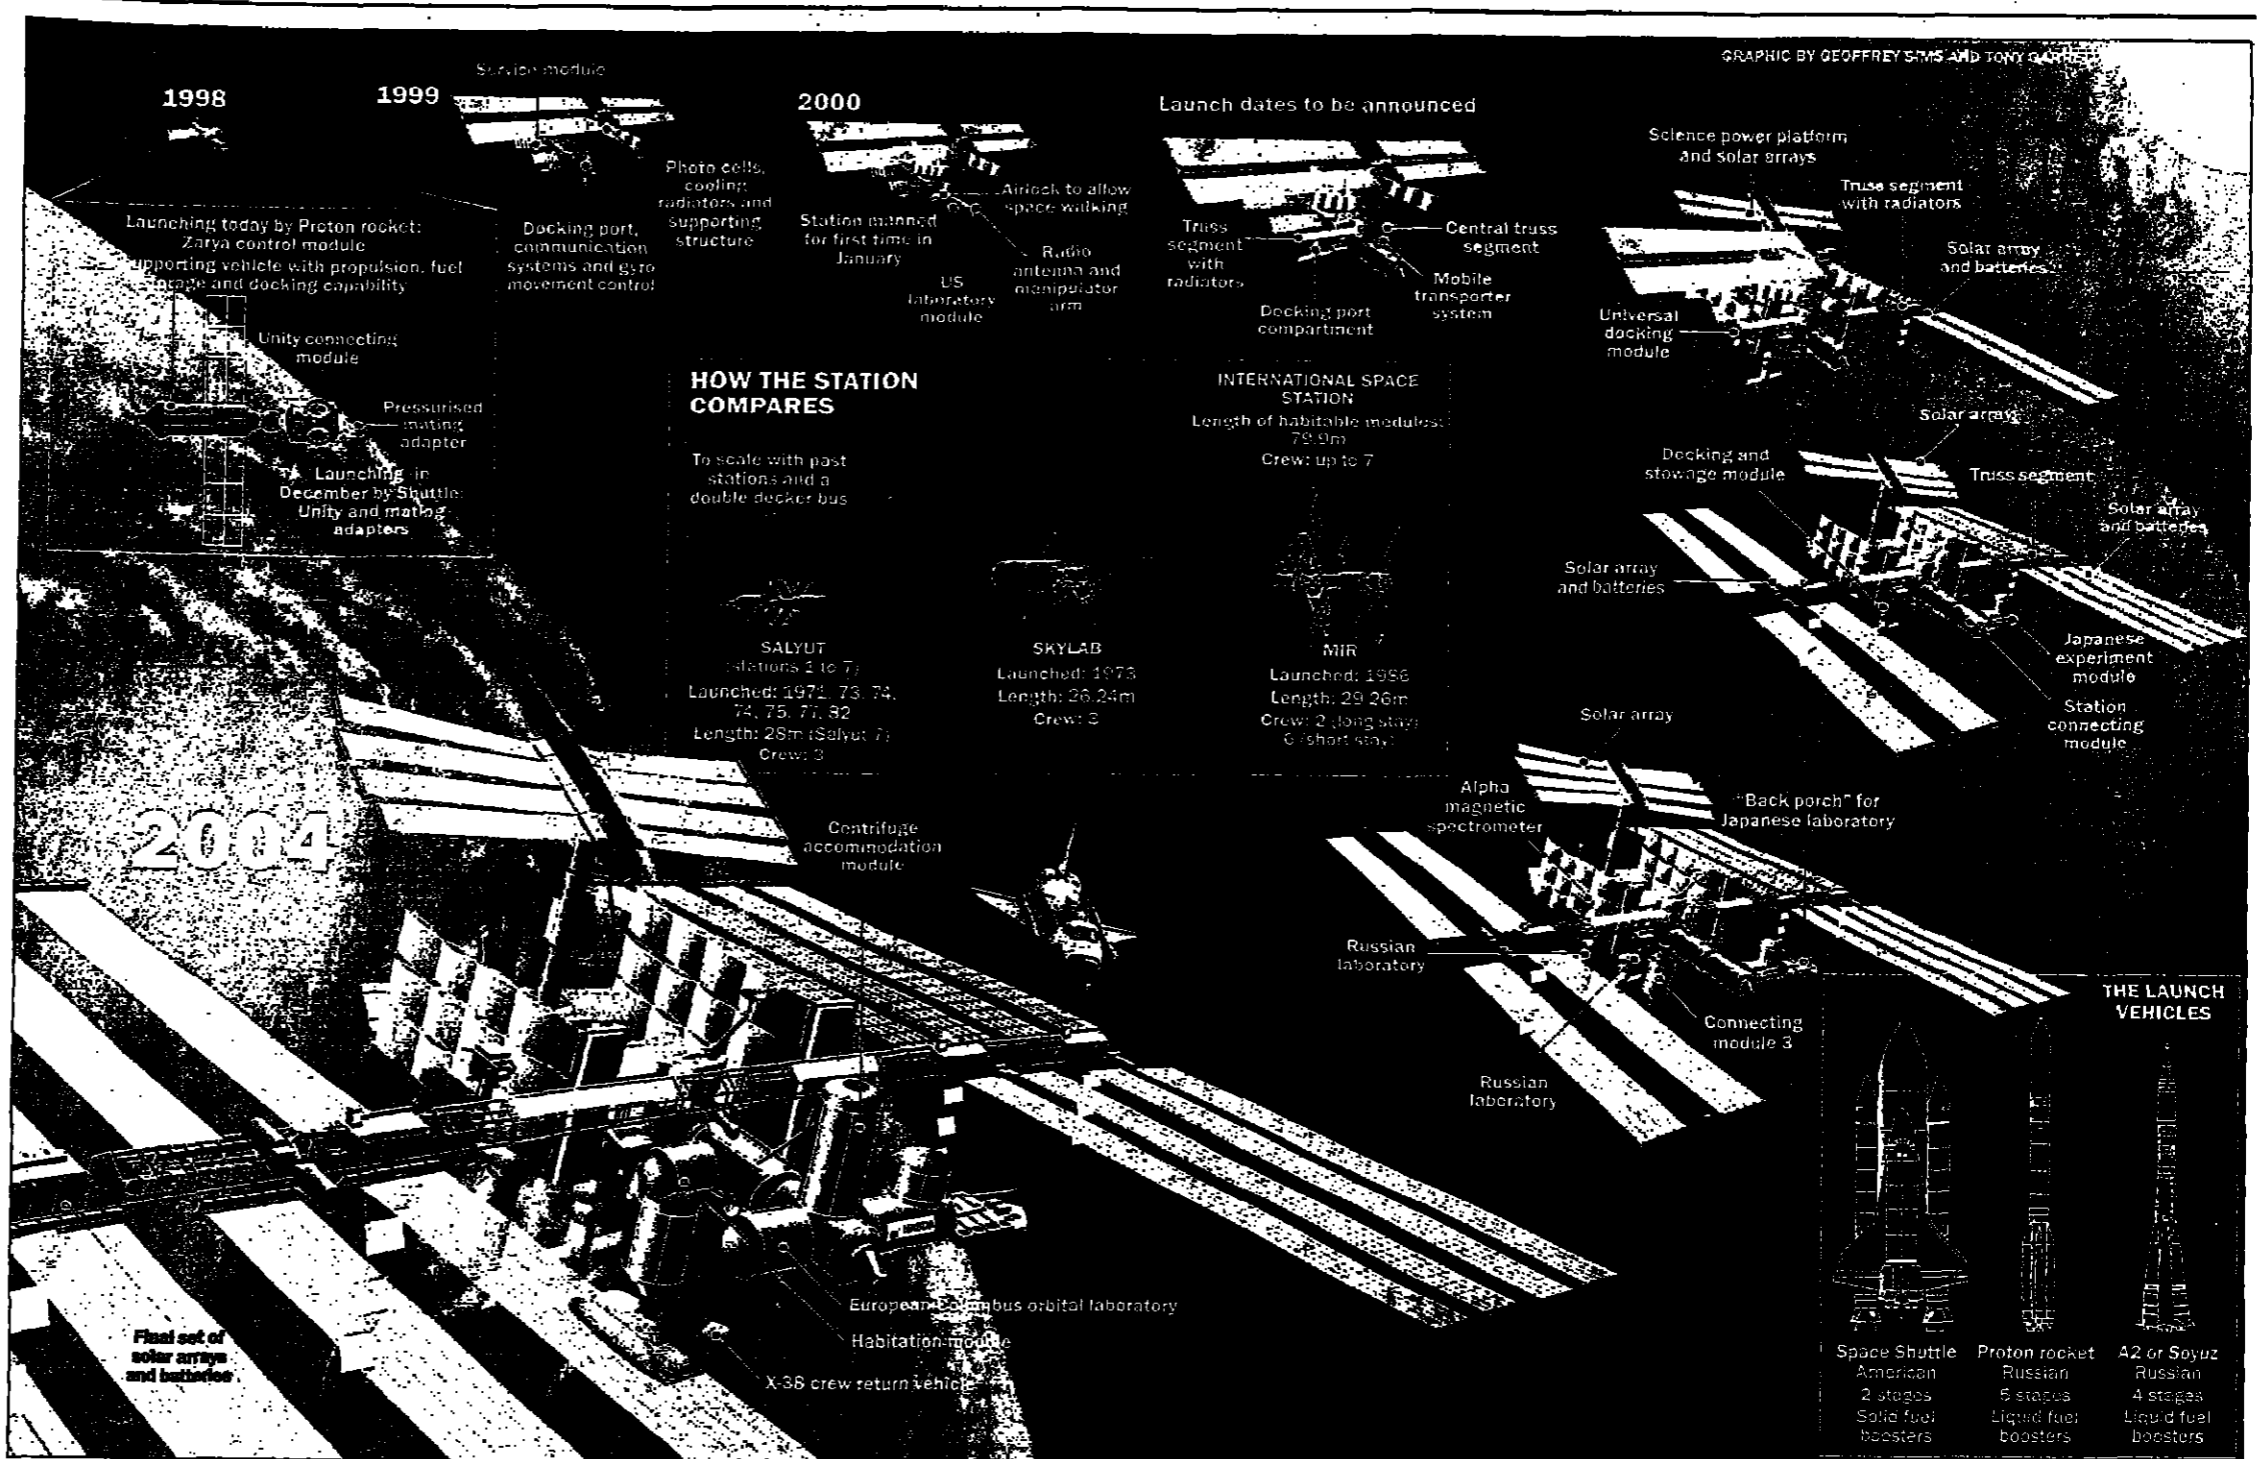 GRAPHIC BY GEOFFREY SIMS AND TONY
1998
1999
Service module
2000
Launch dates to be announced
Launching today by Proton rocket:
Zarya control module
upporting vehicle with propulsion, fuel
orage and docking capability
Unity connecting
module
Pressurised
mating
adapter
Launching in
December by Shuttle:
Unity and mating
adapters
Docking port,
communication
systems and gyro
movement control
Photo cells,
cooling
radiators and
supporting
structure
Station manned
for first time in
January
Airlock to allow
space walking
Radio
antenna and
manipulator
arm
US
laboratory
module
Truss
segment
with
radiators
Central truss
segment
Mobile
transporter
system
Docking port
compartment
Science power platform
and solar arrays
Truss segment
with radiators
Solar array
and batteries
Universal
docking
module
HOW THE STATION
COMPARES
To scale with past
stations and a
double decker bus
INTERNATIONAL SPACE
STATION
Length of habitable modules:
79.9m
Crew: up to 7
SALYUT
(stations 1 to 7)
Launched: 1971, 73, 74,
74, 75, 77, 82
Length: 28m (Salyut 7)
Crew: 3
SKYLAB
Launched: 1973
Length: 26.24m
Crew: 3
MIR
Launched: 1986
Length: 29.26m
Crew: 2 (long stay)
6 (short stay)
Solar arrays
Docking and
stowage module
Truss segment
Solar array
and batteries
Solar array
and batteries
Japanese
experiment
module
Station
connecting
module
Solar array
Alpha
magnetic
spectrometer
"Back porch" for
Japanese laboratory
Russian
laboratory
Connecting
module 3
Russian
laboratory
2004
Centrifuge
accommodation
module
European Columbus orbital laboratory
Habitation module
X-38 crew return vehicle
Final set of
solar arrays
and batteries
THE LAUNCH
VEHICLES
Space Shuttle
American
2 stages
Solid fuel
boosters
Proton rocket
Russian
stages
Liquid fuel
boosters
A2 or Soyuz
Russian
4 stages
Liquid fuel
boosters